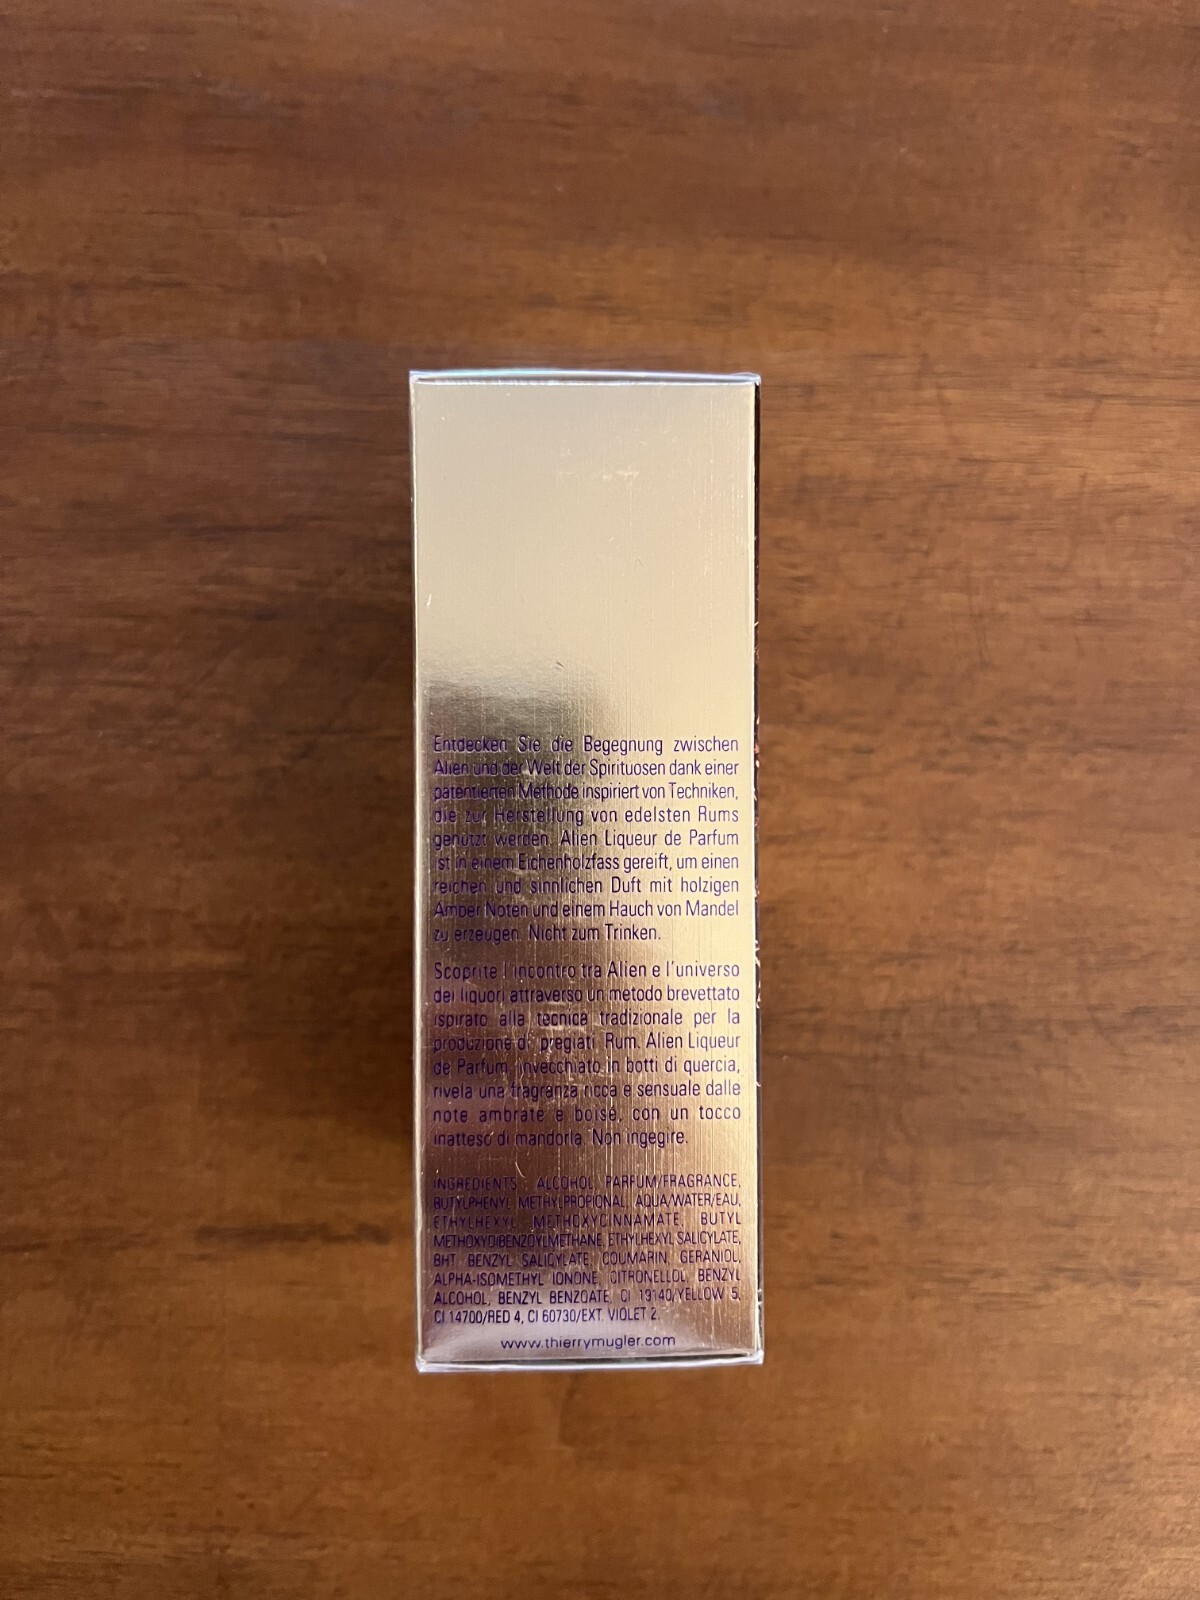 Entdecken Sie die Begegnung zwischen
Alien und der Welt der Spirituosen dank einer
patentierten Methode inspiriert von Techniken,
die zur Herstellung von edelsten Rums
genutzt werden. Alien Liqueur de Parfum
ist in einem Eichenholzfass gereift, um einen
reichen und sinnlichen Duft mit holzigen
Amber Noten und einem Hauch von Mandel
zu erzeugen. Nicht zum Trinken.
Scoprite l'incontro tra Alien e l'universo
dei liquori attraverso un metodo brevettato
ispirato alla tecnica tradizionale per la
produzione di pregiati Rum. Alien Liqueur
de Parfum, invecchiato in botti di quercia,
rivela una fragranza ricca e sensuale dalle
note ambrate e boisé, con un tocco
inatteso di mandorla. Non ingegire.
INGREDIENTS: ALCOHOL, PARFUM/FRAGRANCE,
BUTYLPHENYL METHYLPROPIONAL, AQUA/WATER/EAU,
ETHYLHEXYL METHOXYCINNAMATE, BUTYL
METHOXYDIBENZOYLMETHANE, ETHYLHEXYL SALICYLATE,
BHT, BENZYL SALICYLATE, COUMARIN, GERANIOL,
ALPHA-ISOMETHYL IONONE, CITRONELLOL, BENZYL
ALCOHOL, BENZYL BENZOATE, CI 19140/YELLOW 5,
CI 14700/RED 4, CI 60730/EXT. VIOLET 2.
www.thierrymugler.com